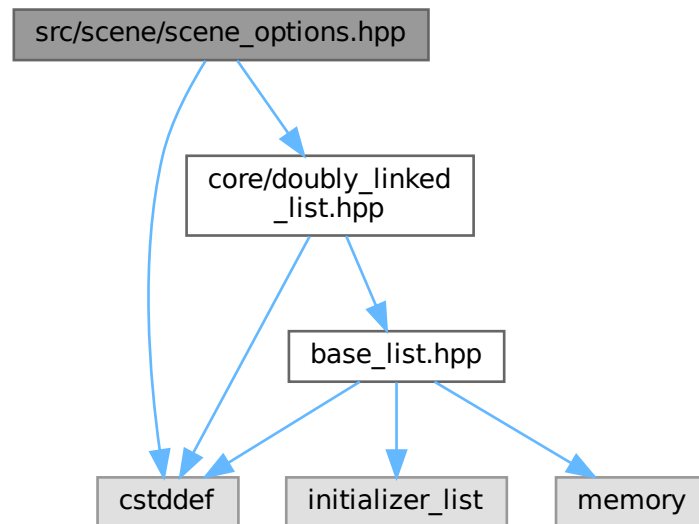 src/scene/scene_options.hpp
core/doubly_linked
_list.hpp
base_list.hpp
cstddef
initializer_list
memory